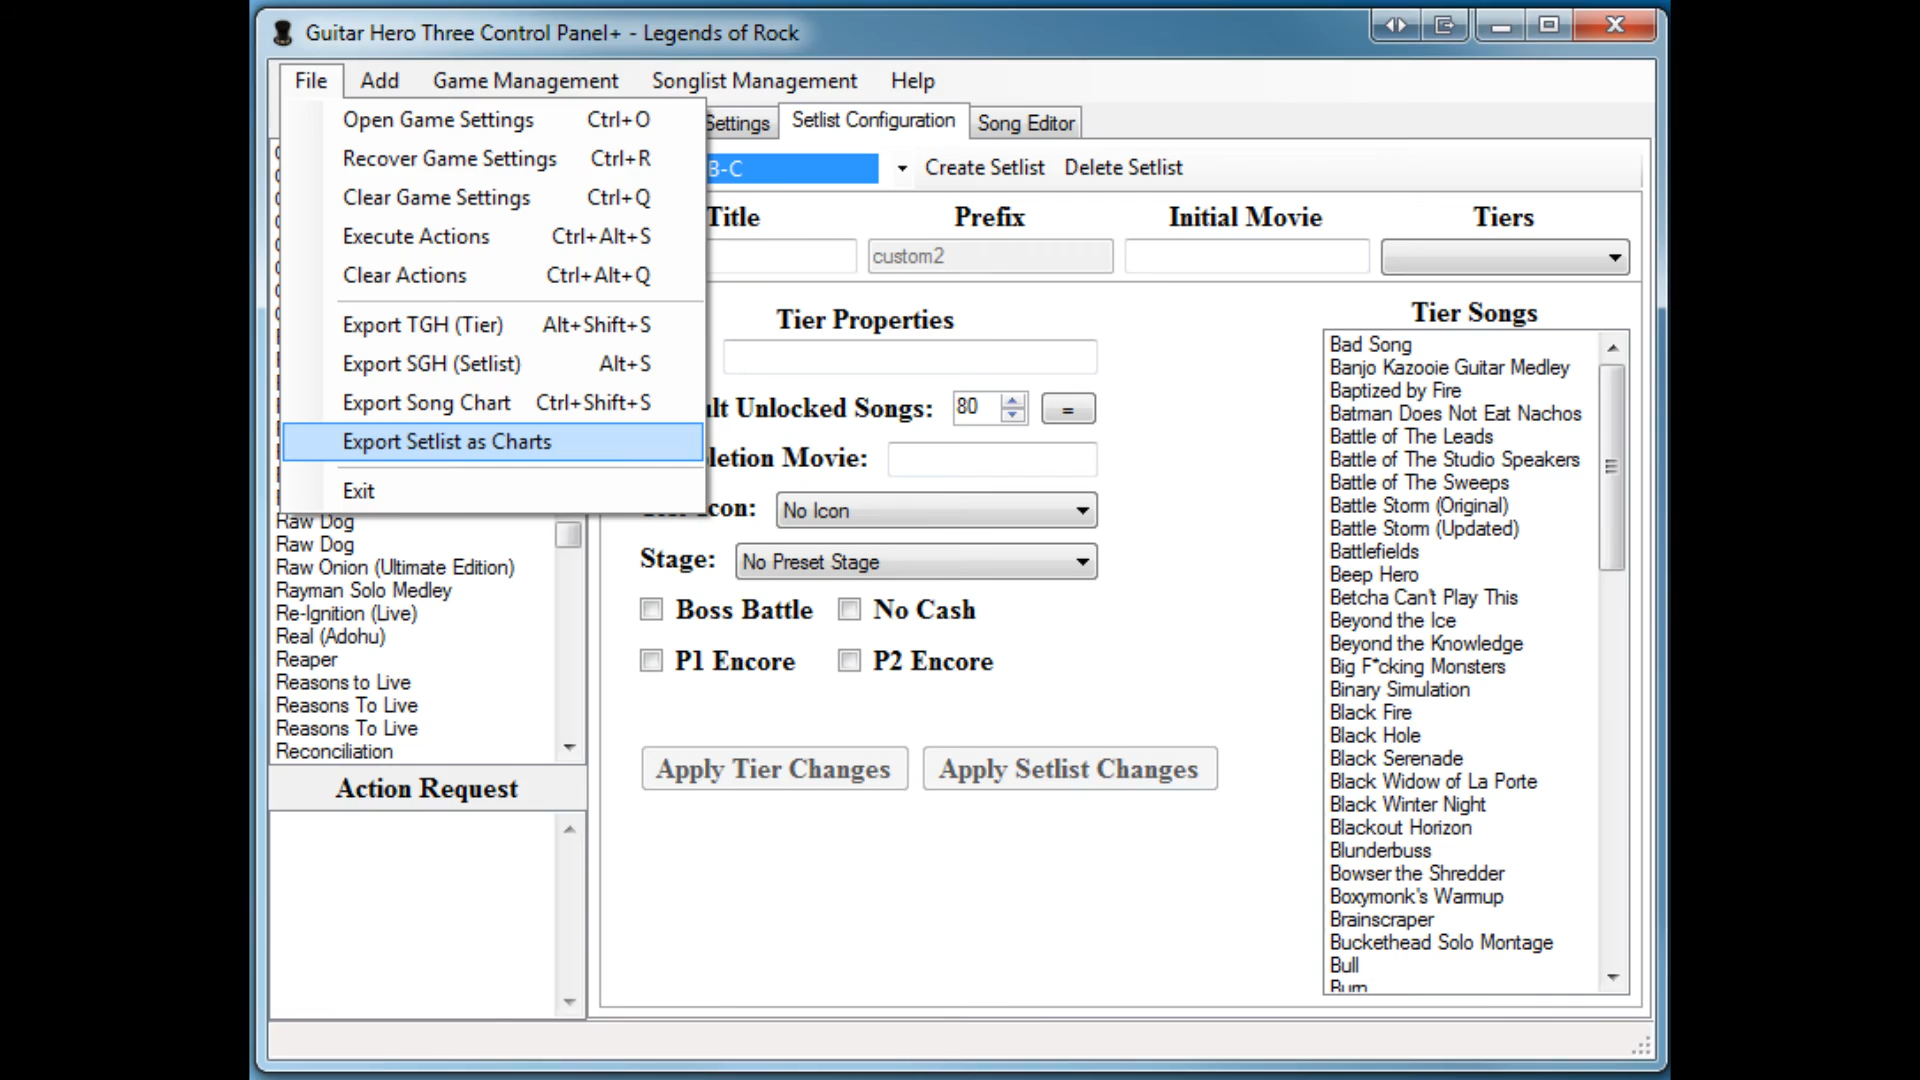 Guitar Hero Three Control Panel+ - Legends of Rock
File Add Game Management Songlist Management Help
Open Game Settings Ctrl+O
Recover Game Settings Ctrl+R
Clear Game Settings Ctrl+Q
Execute Actions Ctrl+Alt+S
Clear Actions Ctrl+Alt+Q
Export TGH (Tier) Alt+Shift+S
Export SGH (Setlist) Alt+S
Export Song Chart Ctrl+Shift+S
Export Setlist as Charts
Exit
Settings Setlist Configuration Song Editor
B-C Create Setlist Delete Setlist
Title Prefix Initial Movie Tiers
custom2
Tier Properties
ult Unlocked Songs: 80 =
letion Movie:
con: No Icon
Stage: No Preset Stage
Boss Battle No Cash
P1 Encore P2 Encore
Apply Tier Changes Apply Setlist Changes
Tier Songs
Bad Song
Banjo Kazooie Guitar Medley
Baptized by Fire
Batman Does Not Eat Nachos
Battle of The Leads
Battle of The Studio Speakers
Battle of The Sweeps
Battle Storm (Original)
Battle Storm (Updated)
Battlefields
Beep Hero
Betcha Can't Play This
Beyond the Ice
Beyond the Knowledge
Big F*cking Monsters
Binary Simulation
Black Fire
Black Hole
Black Serenade
Black Widow of La Porte
Black Winter Night
Blackout Horizon
Blunderbuss
Bowser the Shredder
Boxymonk's Warmup
Brainscraper
Buckethead Solo Montage
Bull
Burn
Raw Dog
Raw Dog
Raw Onion (Ultimate Edition)
Rayman Solo Medley
Re-Ignition (Live)
Real (Adohu)
Reaper
Reasons to Live
Reasons To Live
Reasons To Live
Reconciliation
Action Request